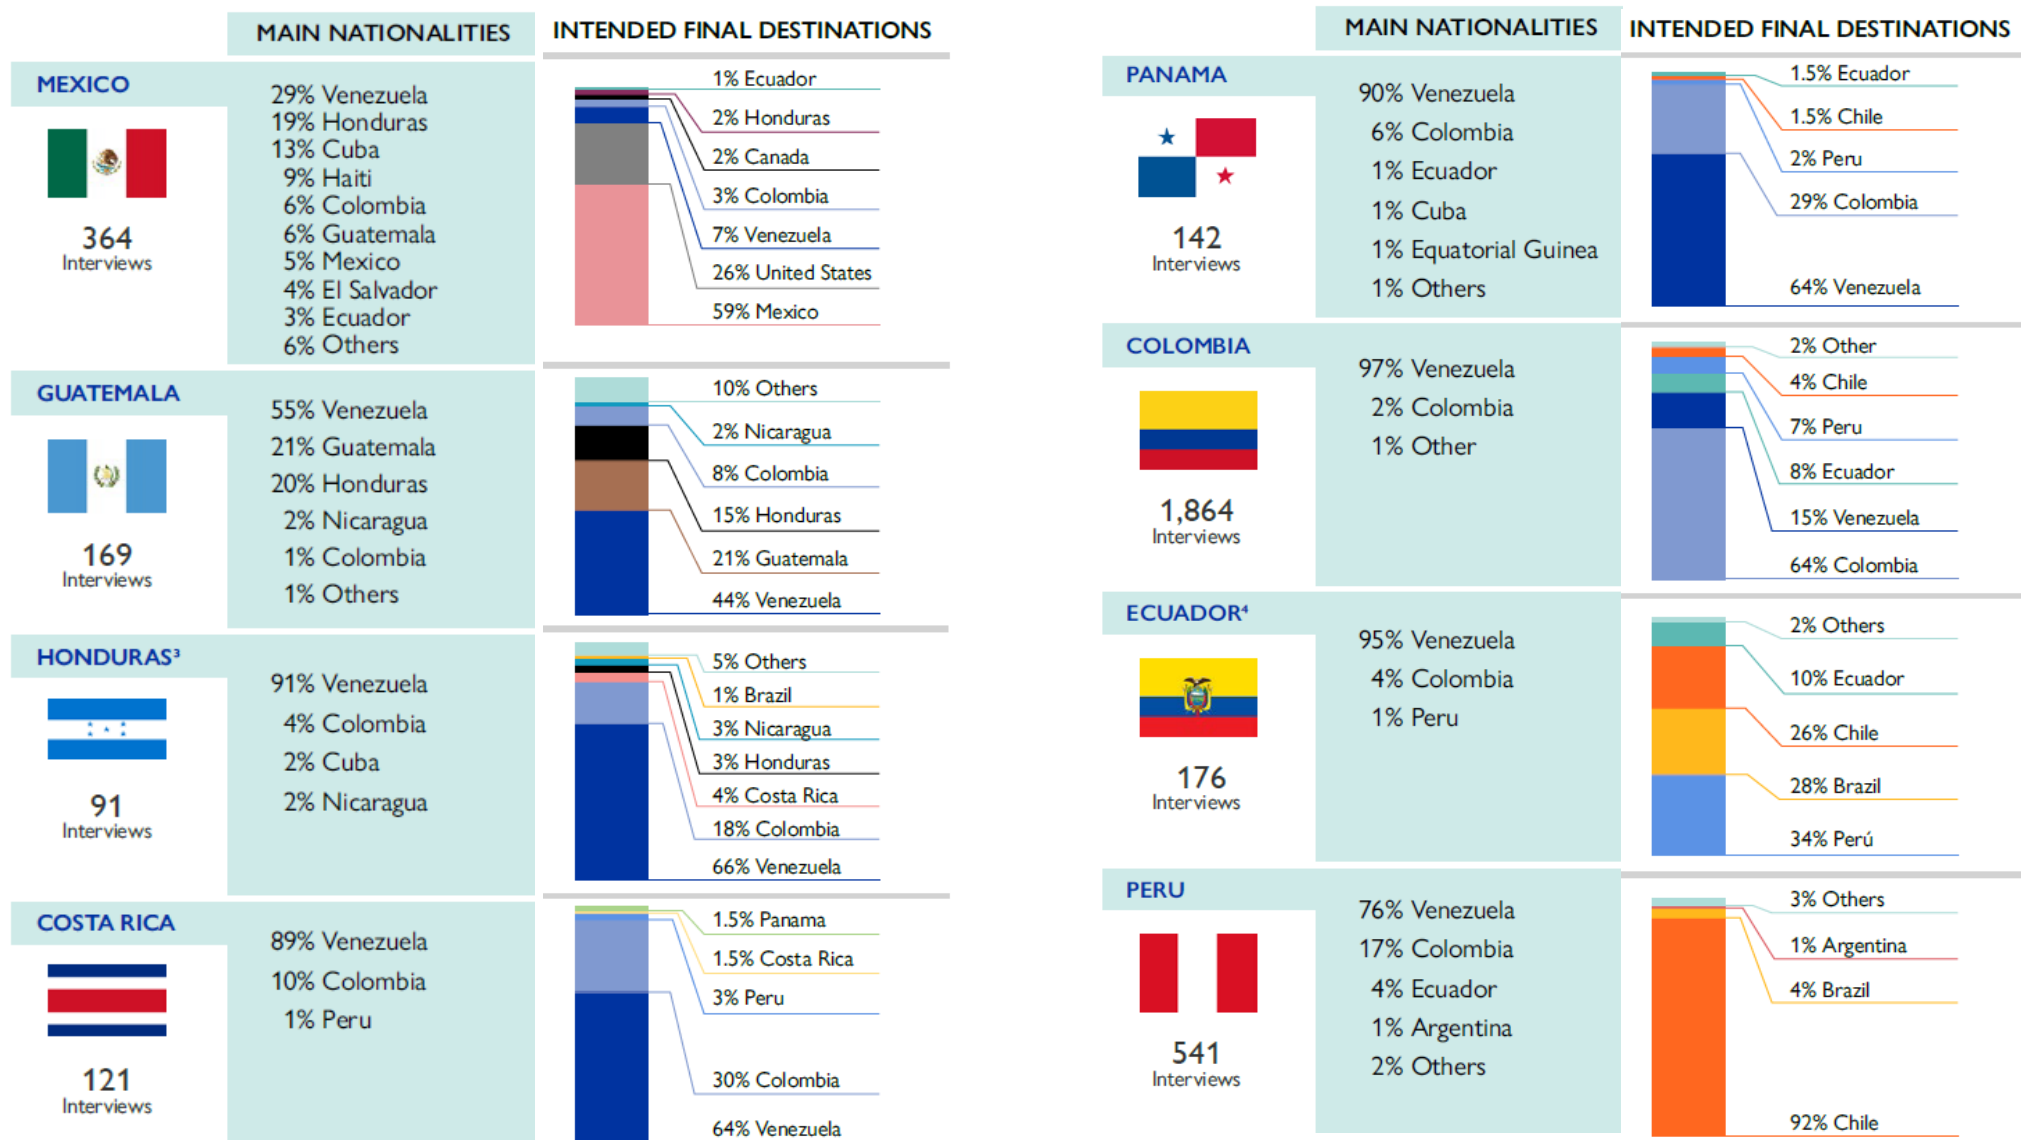 MAIN NATIONALITIES
INTENDED FINAL DESTINATIONS
MEXICO
364
Interviews
29% Venezuela
19% Honduras
13% Cuba
9% Haiti
6% Colombia
6% Guatemala
5% Mexico
4% El Salvador
3% Ecuador
6% Others
1% Ecuador
2% Honduras
2% Canada
3% Colombia
7% Venezuela
26% United States
59% Mexico
GUATEMALA
169
Interviews
55% Venezuela
21% Guatemala
20% Honduras
2% Nicaragua
1% Colombia
1% Others
10% Others
2% Nicaragua
8% Colombia
15% Honduras
21% Guatemala
44% Venezuela
HONDURAS³
91
Interviews
91% Venezuela
4% Colombia
2% Cuba
2% Nicaragua
5% Others
1% Brazil
3% Nicaragua
3% Honduras
4% Costa Rica
18% Colombia
66% Venezuela
COSTA RICA
121
Interviews
89% Venezuela
10% Colombia
1% Peru
1.5% Panama
1.5% Costa Rica
3% Peru
30% Colombia
64% Venezuela
MAIN NATIONALITIES
INTENDED FINAL DESTINATIONS
PANAMA
142
Interviews
90% Venezuela
6% Colombia
1% Ecuador
1% Cuba
1% Equatorial Guinea
1% Others
1.5% Ecuador
1.5% Chile
2% Peru
29% Colombia
64% Venezuela
COLOMBIA
1,864
Interviews
97% Venezuela
2% Colombia
1% Other
2% Other
4% Chile
7% Peru
8% Ecuador
15% Venezuela
64% Colombia
ECUADOR⁴
176
Interviews
95% Venezuela
4% Colombia
1% Peru
2% Others
10% Ecuador
26% Chile
28% Brazil
34% Perú
PERU
541
Interviews
76% Venezuela
17% Colombia
4% Ecuador
1% Argentina
2% Others
3% Others
1% Argentina
4% Brazil
92% Chile